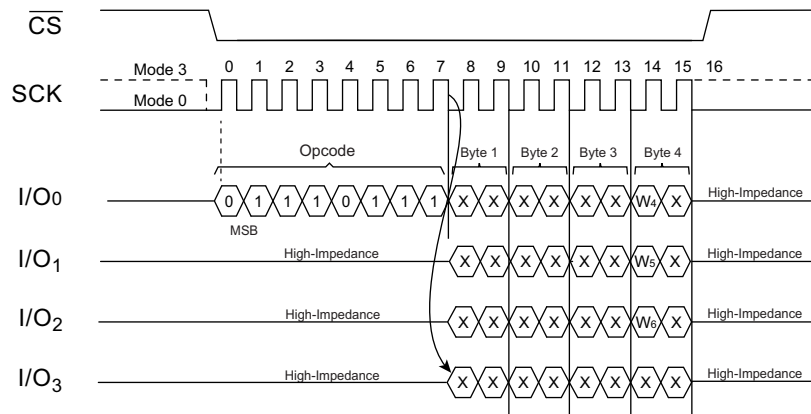 CS
Mode 3 0 1 2 3 4 5 6 7 8 9 10 11 12 13 14 15 16
SCK
Mode 0
Opcode Byte 1 Byte 2 Byte 3 Byte 4
I/O0 0 1 1 1 0 1 1 1 X X X X X X W4 X High-Impedance
MSB
I/O1 High-Impedance X X X X X X W5 X High-Impedance
I/O2 High-Impedance X X X X X X W6 X High-Impedance
I/O3 High-Impedance X X X X X X X X High-Impedance